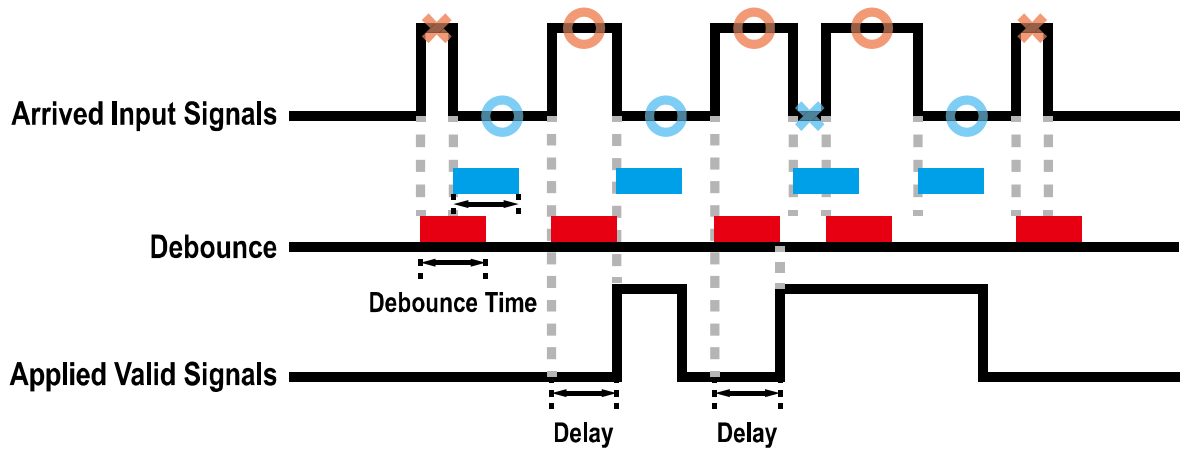 Arrived Input Signals
Debounce
Debounce Time
Applied Valid Signals
Delay
Delay